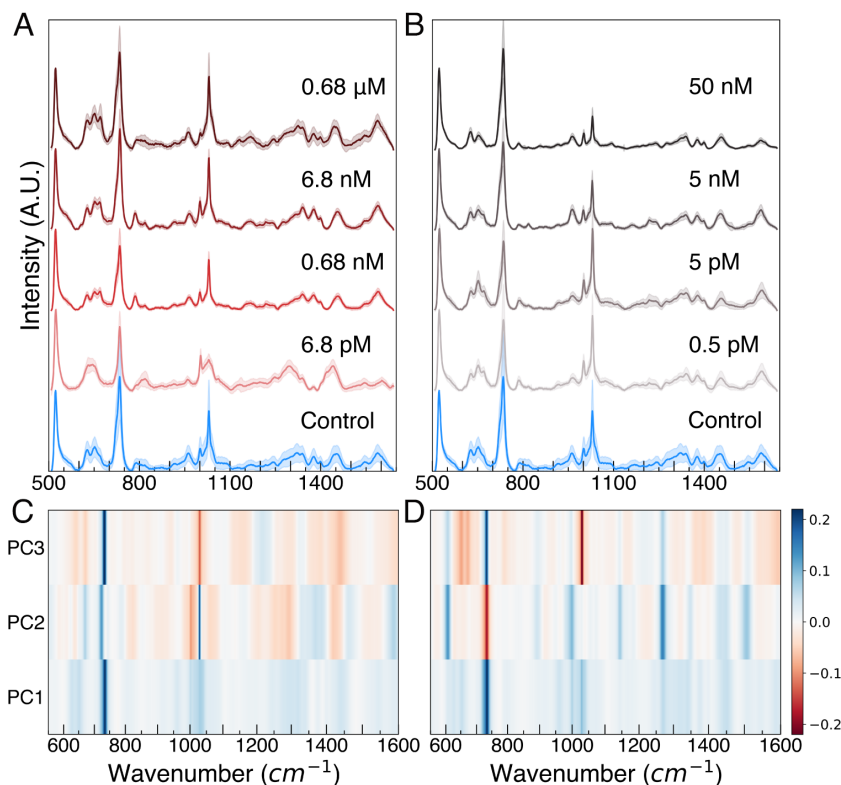 A
B
0.68 μM
50 nM
6.8 nM
5 nM
Intensity (A.U.)
0.68 nM
5 pM
6.8 pM
0.5 pM
Control
Control
500 800 1100 1400
500 800 1100 1400
C
D
PC3
PC2
PC1
0.2
0.1
0.0
−0.1
−0.2
600 800 1000 1200 1400 1600
600 800 1000 1200 1400 1600
Wavenumber (cm⁻¹)
Wavenumber (cm⁻¹)